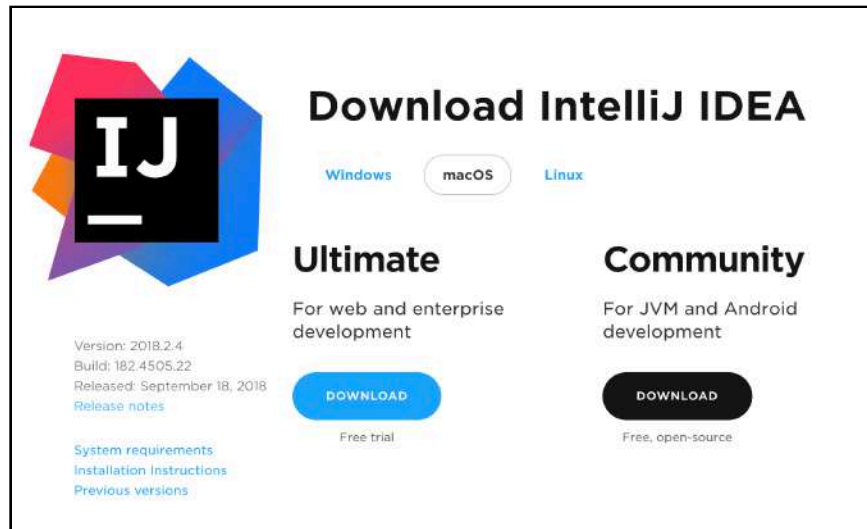 IJ
Download IntelliJ IDEA
Windows macOS Linux
Ultimate
For web and enterprise
development
DOWNLOAD
Free trial
Community
For JVM and Android
development
DOWNLOAD
Free, open-source
Version: 2018.2.4
Build: 182.4505.22
Released: September 18, 2018
Release notes
System requirements
Installation Instructions
Previous versions